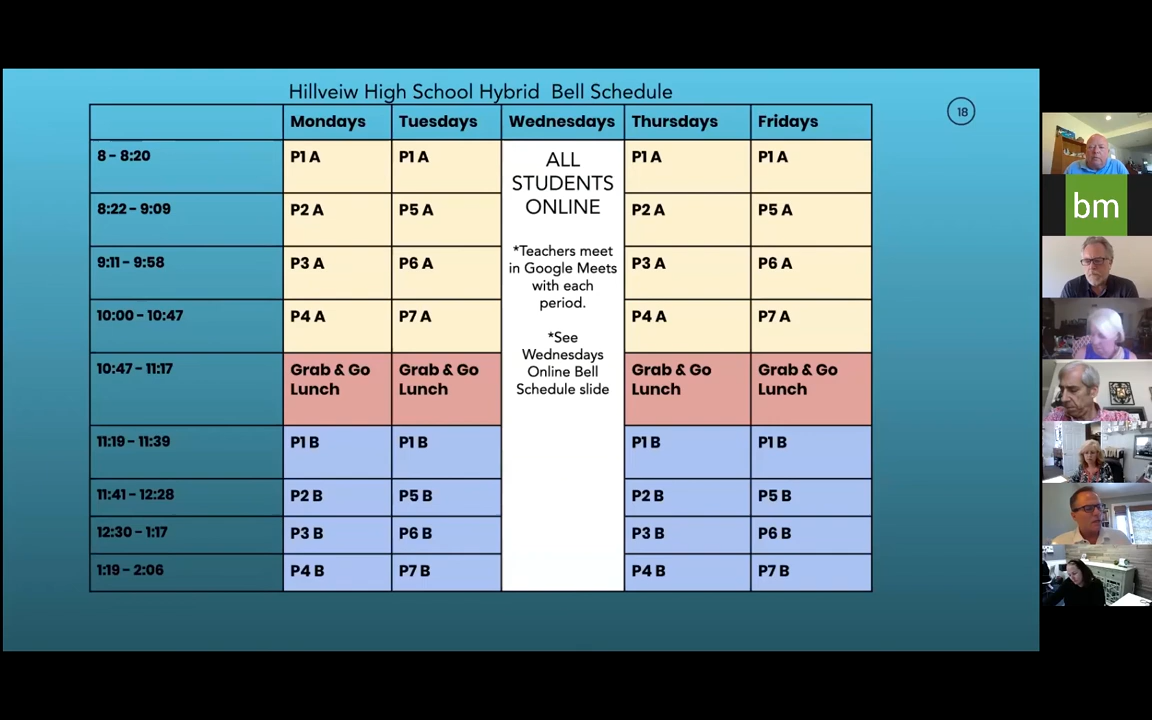 Hillveiw High School Hybrid Bell Schedule
18
Mondays Tuesdays Wednesdays Thursdays Fridays
8 - 8:20 P1 A P1 A P1 A P1 A
8:22 - 9:09 P2 A P5 A P2 A P5 A
9:11 - 9:58 P3 A P6 A P3 A P6 A
10:00 - 10:47 P4 A P7 A P4 A P7 A
10:47 - 11:17 Grab & Go Lunch Grab & Go Lunch Grab & Go Lunch Grab & Go Lunch
11:19 - 11:39 P1 B P1 B P1 B P1 B
11:41 - 12:28 P2 B P5 B P2 B P5 B
12:30 - 1:17 P3 B P6 B P3 B P6 B
1:19 - 2:06 P4 B P7 B P4 B P7 B
ALL
STUDENTS
ONLINE
*Teachers meet
in Google Meets
with each
period.
*See
Wednesdays
Online Bell
Schedule slide
bm